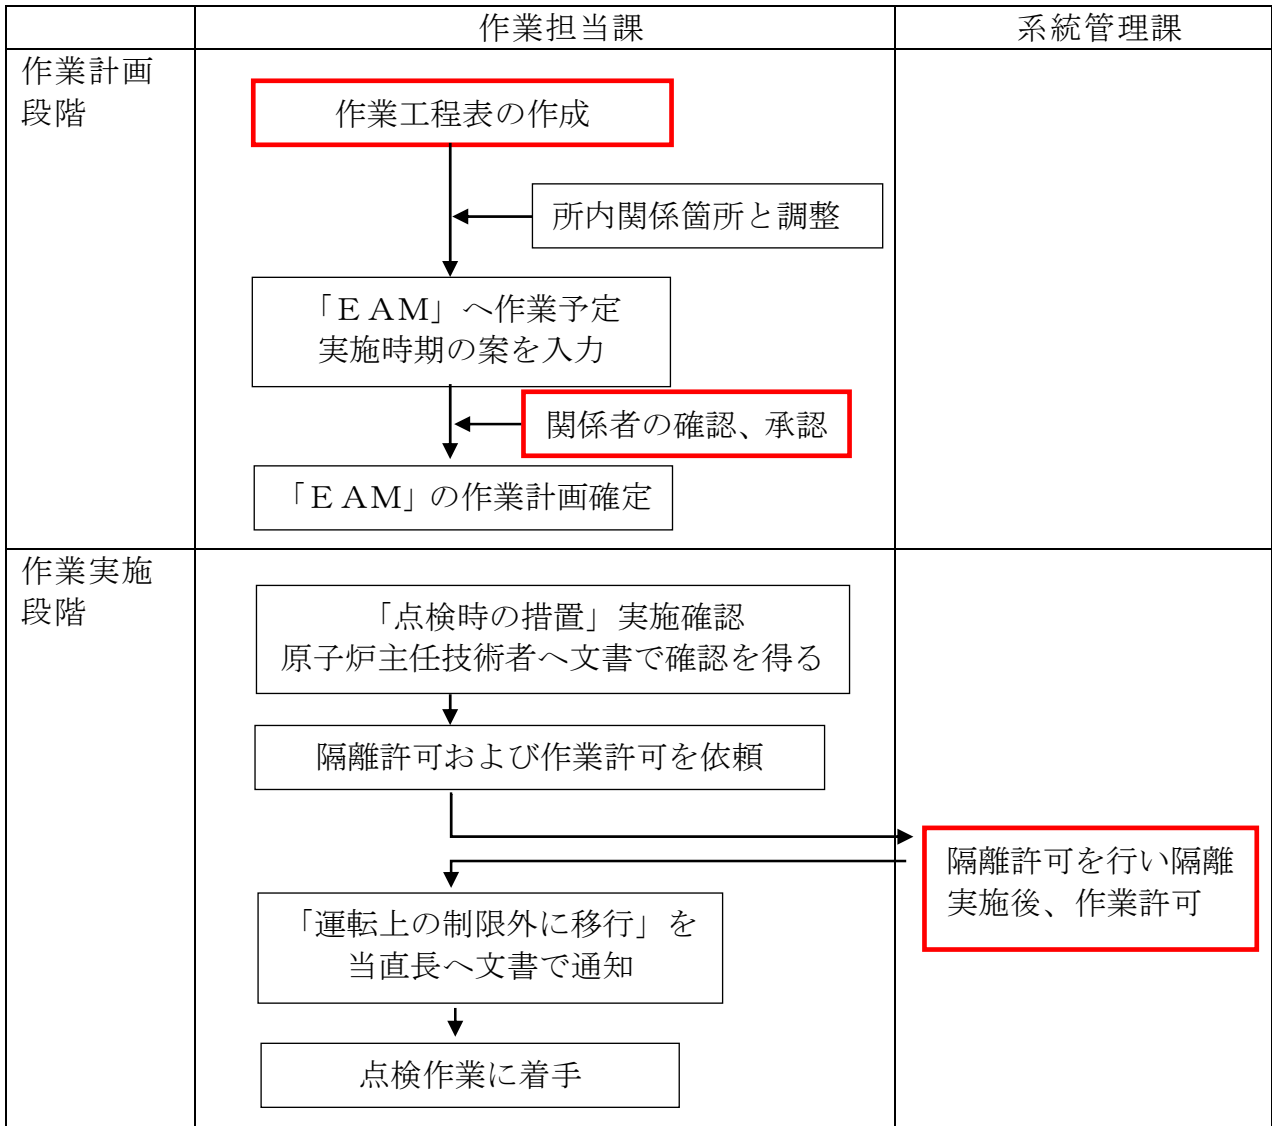 作業担当課
系統管理課
作業計画
段階
作業工程表の作成
所内関係箇所と調整
「ＥＡＭ」へ作業予定
実施時期の案を入力
関係者の確認、承認
「ＥＡＭ」の作業計画確定
作業実施
段階
「点検時の措置」実施確認
原子炉主任技術者へ文書で確認を得る
隔離許可および作業許可を依頼
隔離許可を行い隔離
実施後、作業許可
「運転上の制限外に移行」を
当直長へ文書で通知
点検作業に着手